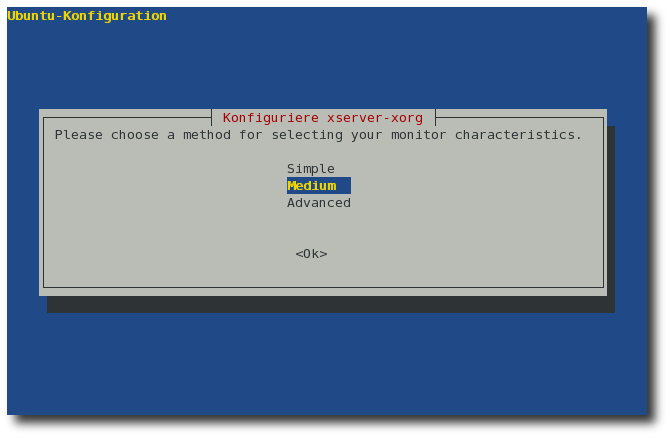 Ubuntu-Konfiguration
Konfiguriere xserver-xorg
Please choose a method for selecting your monitor characteristics.
Simple
Medium
Advanced
<Ok>